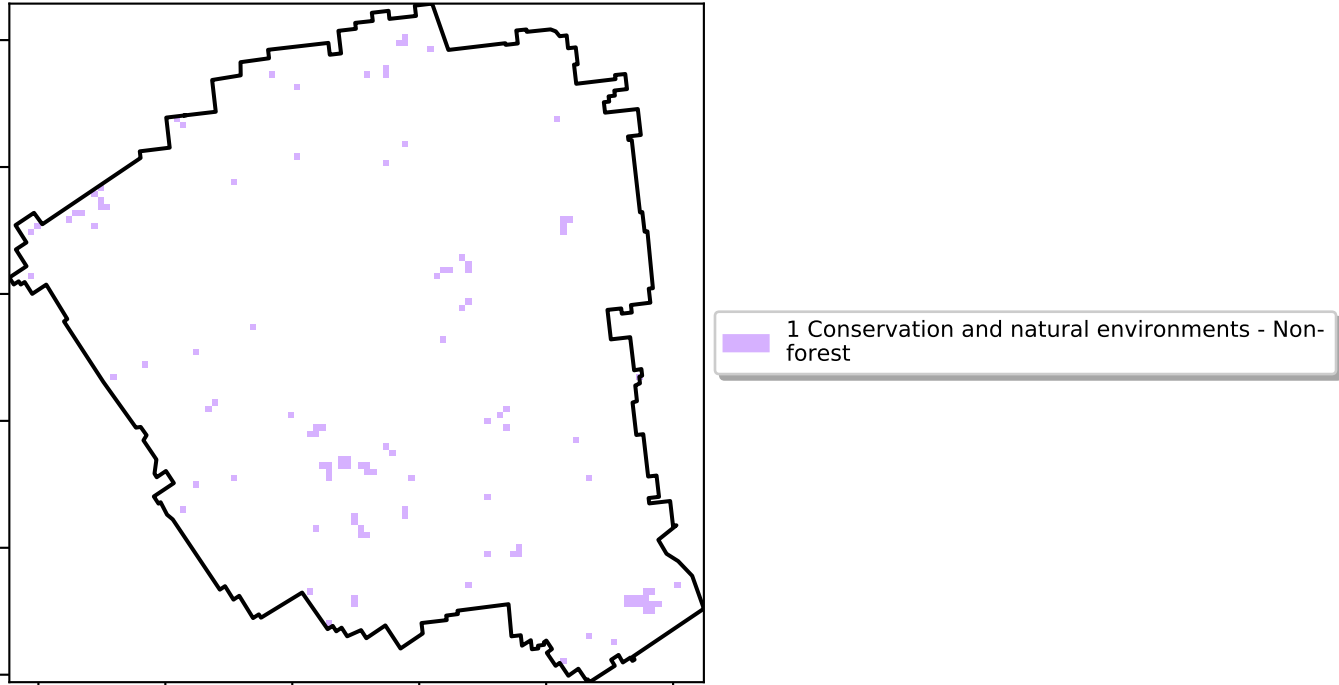 1 Conservation and natural environments - Non-
forest